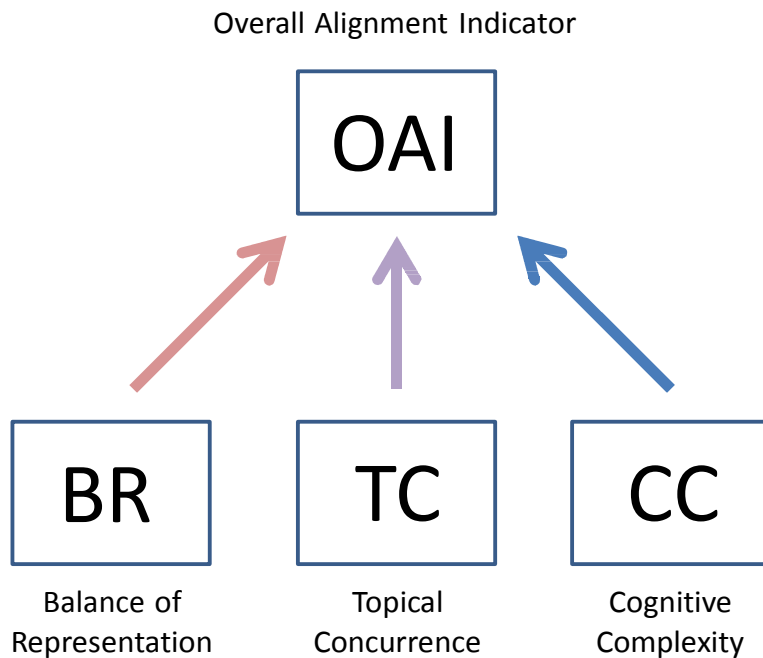 Overall Alignment Indicator
OAI
BR
TC
CC
Balance of
Representation
Topical
Concurrence
Cognitive
Complexity